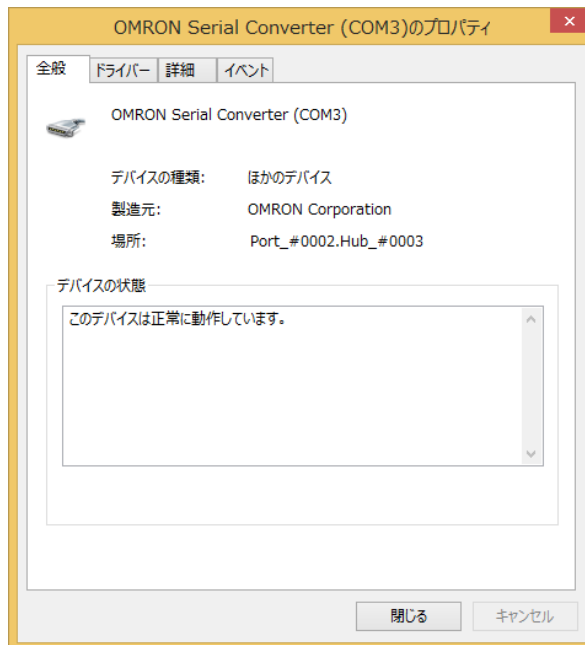 OMRON Serial Converter (COM3)のプロパティ
全般 ドライバー 詳細 イベント
OMRON Serial Converter (COM3)
デバイスの種類: ほかのデバイス
製造元: OMRON Corporation
場所: Port_#0002.Hub_#0003
デバイスの状態
このデバイスは正常に動作しています。
閉じる キャンセル